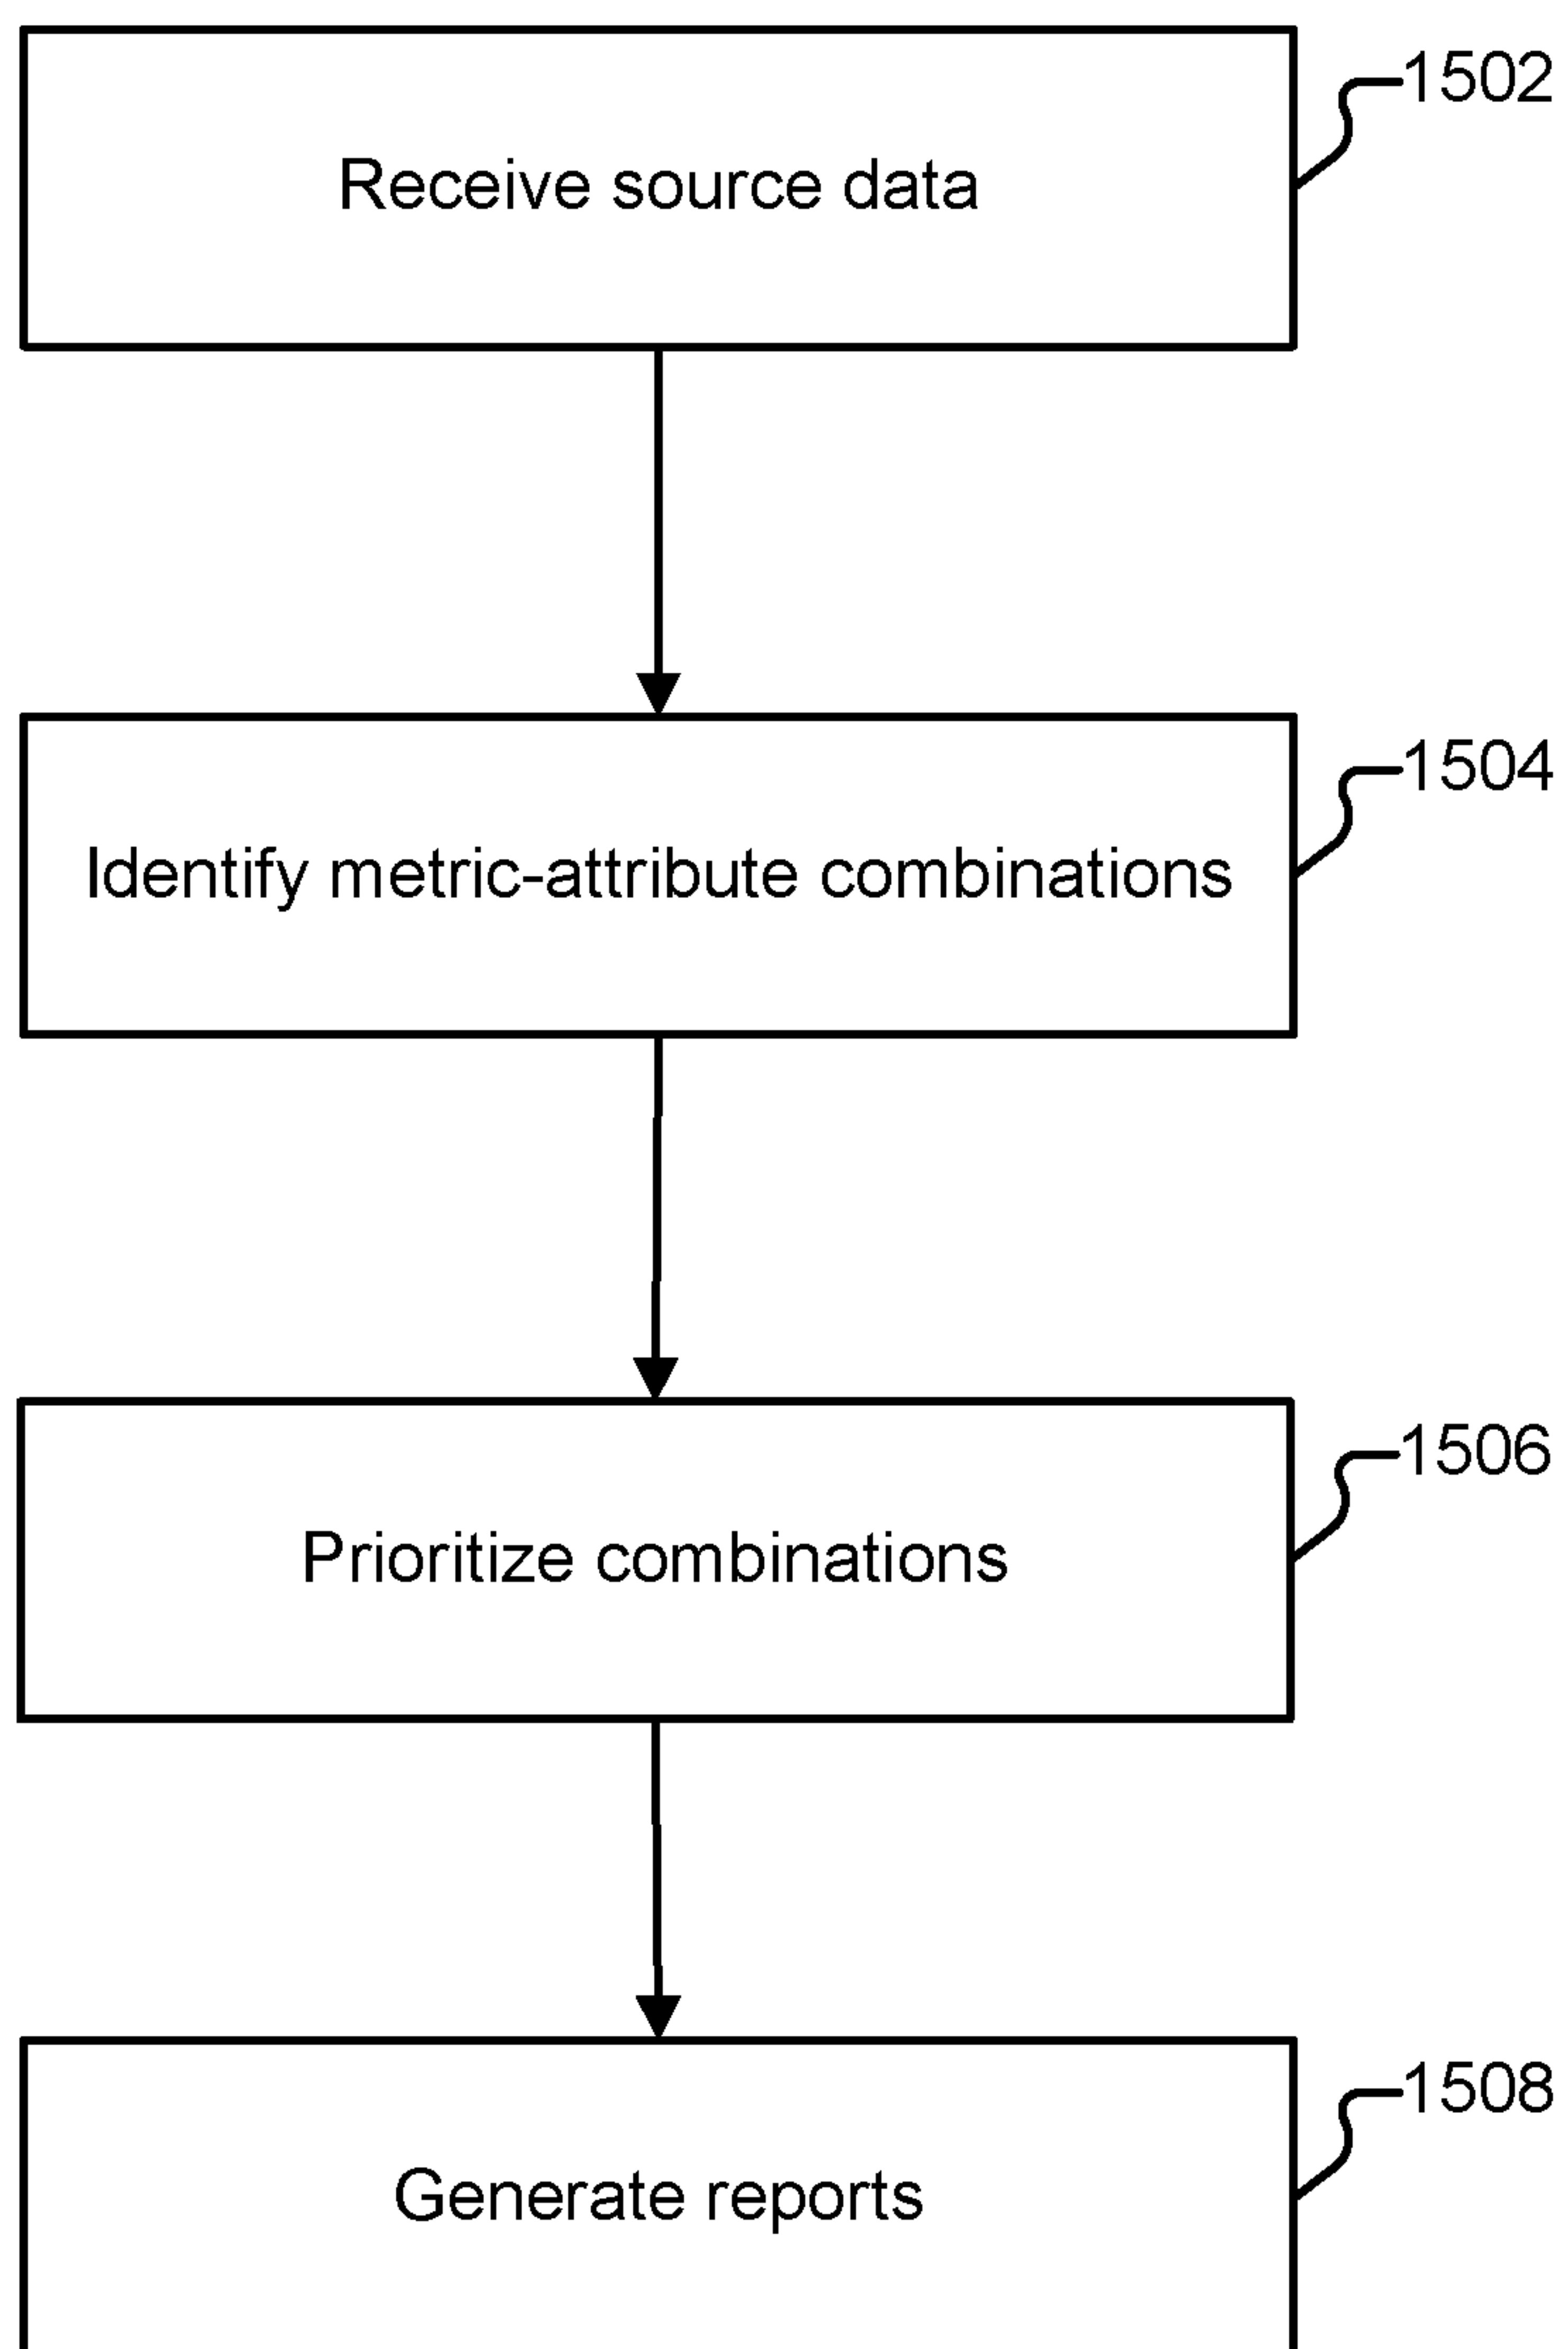 1502
Receive source data
1504
Identify metric-attribute combinations
1506
Prioritize combinations
1508
Generate reports